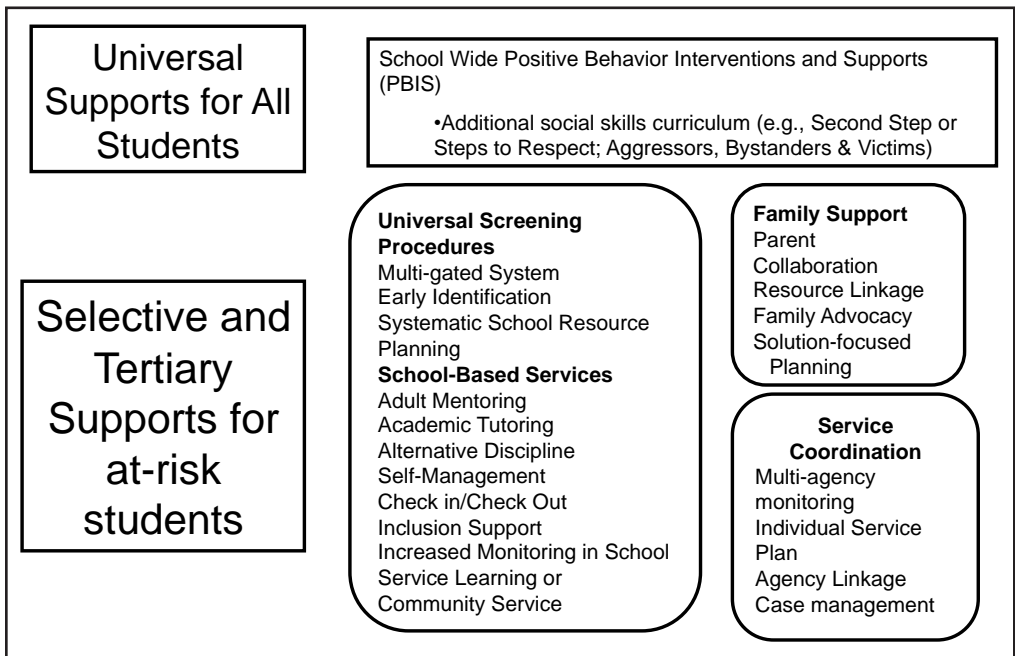 Universal
Supports for All
Students
School Wide Positive Behavior Interventions and Supports
(PBIS)
•Additional social skills curriculum (e.g., Second Step or
Steps to Respect; Aggressors, Bystanders & Victims)
Selective and
Tertiary
Supports for
at-risk
students
Universal Screening
Procedures
Multi-gated System
Early Identification
Systematic School Resource
Planning
School-Based Services
Adult Mentoring
Academic Tutoring
Alternative Discipline
Self-Management
Check in/Check Out
Inclusion Support
Increased Monitoring in School
Service Learning or
Community Service
Family Support
Parent
Collaboration
Resource Linkage
Family Advocacy
Solution-focused
Planning
Service
Coordination
Multi-agency
monitoring
Individual Service
Plan
Agency Linkage
Case management